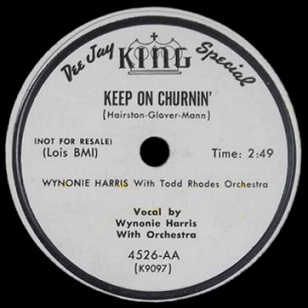 Dee Jay KING Special
KEEP ON CHURNIN'
(Hairston-Glover-Mann)
(NOT FOR RESALE)
(Lois BMI) Time: 2:49
WYNONIE HARRIS With Todd Rhodes Orchestra
Vocal by
Wynonie Harris
With Orchestra
4526-AA
(K9097)